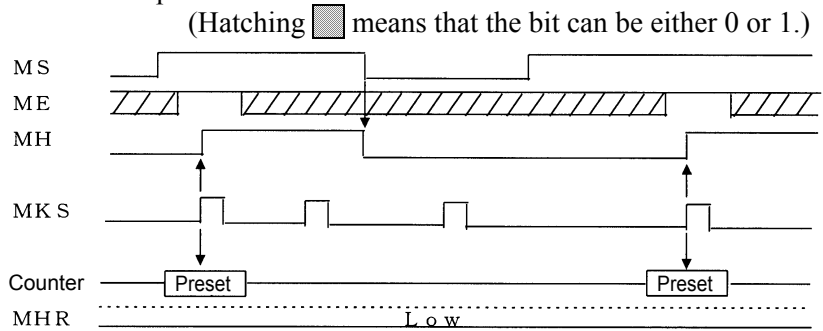 (Hatching means that the bit can be either 0 or 1.)
MS
ME
MH
MKS
Counter Preset Preset
MHR Low